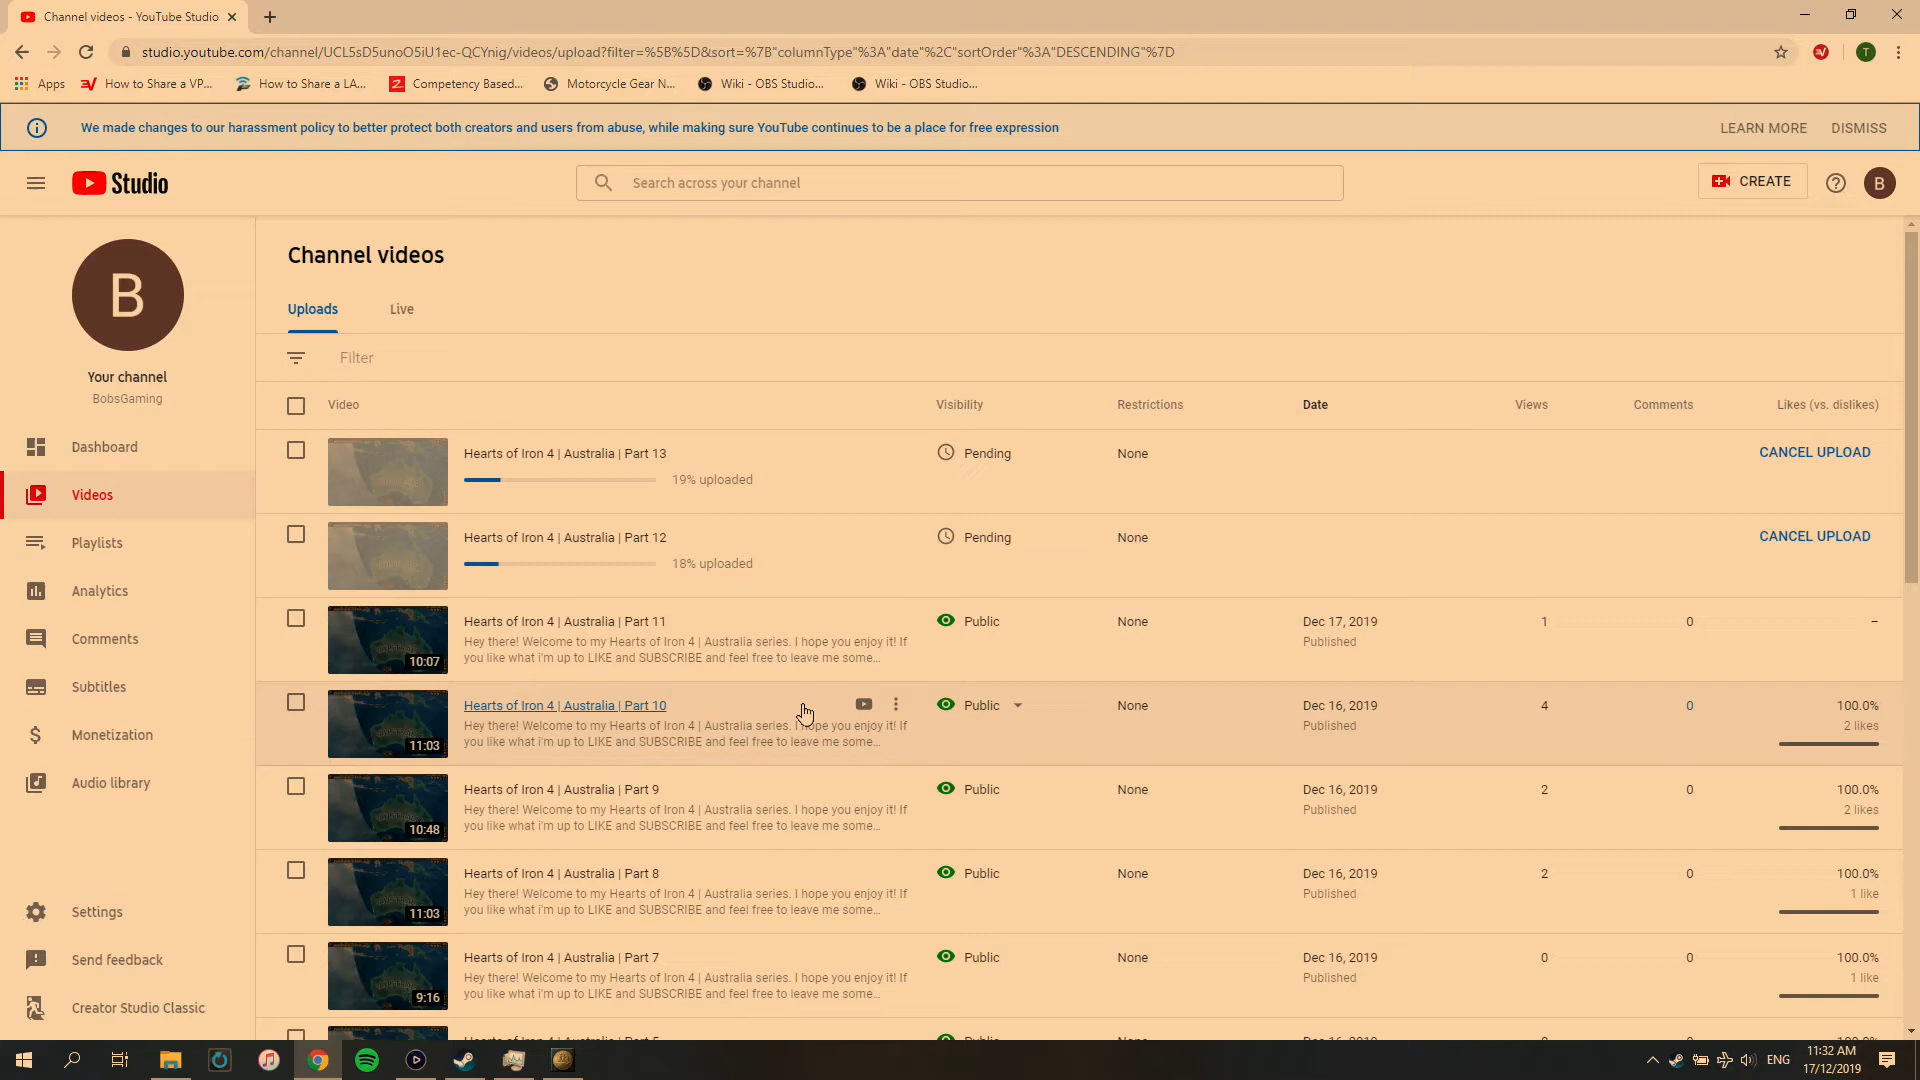 Channel videos - YouTube Studio
studio.youtube.com/channel/UCL5sD5unoO5iU1ec-QCYnig/videos/upload?filter=%5B%5D&sort=%7B"columnType"%3A"date"%2C"sortOrder"%3A"DESCENDING"%7D
T
Apps
How to Share a VP...
How to Share a LA...
Competency Based...
Motorcycle Gear N...
Wiki - OBS Studio...
Wiki - OBS Studio...
We made changes to our harassment policy to better protect both creators and users from abuse, while making sure YouTube continues to be a place for free expression
LEARN MORE
DISMISS
Studio
Search across your channel
CREATE
B
B
Your channel
BobsGaming
Dashboard
Videos
Playlists
Analytics
Comments
Subtitles
Monetization
Audio library
Settings
Send feedback
Creator Studio Classic
Channel videos
Uploads
Live
Filter
Video Visibility Restrictions Date Views Comments Likes (vs. dislikes)
Hearts of Iron 4 | Australia | Part 13 Pending None CANCEL UPLOAD
19% uploaded
Hearts of Iron 4 | Australia | Part 12 Pending None CANCEL UPLOAD
18% uploaded
Hearts of Iron 4 | Australia | Part 11 Public None Dec 17, 2019 1 0 –
Hey there! Welcome to my Hearts of Iron 4 | Australia series. I hope you enjoy it! If Published
you like what i'm up to LIKE and SUBSCRIBE and feel free to leave me some...
10:07
Hearts of Iron 4 | Australia | Part 10 Public None Dec 16, 2019 4 0 100.0%
Hey there! Welcome to my Hearts of Iron 4 | Australia series. I hope you enjoy it! If Published 2 likes
you like what i'm up to LIKE and SUBSCRIBE and feel free to leave me some...
11:03
Hearts of Iron 4 | Australia | Part 9 Public None Dec 16, 2019 2 0 100.0%
Hey there! Welcome to my Hearts of Iron 4 | Australia series. I hope you enjoy it! If Published 2 likes
you like what i'm up to LIKE and SUBSCRIBE and feel free to leave me some...
10:48
Hearts of Iron 4 | Australia | Part 8 Public None Dec 16, 2019 2 0 100.0%
Hey there! Welcome to my Hearts of Iron 4 | Australia series. I hope you enjoy it! If Published 1 like
you like what i'm up to LIKE and SUBSCRIBE and feel free to leave me some...
11:03
Hearts of Iron 4 | Australia | Part 7 Public None Dec 16, 2019 0 0 100.0%
Hey there! Welcome to my Hearts of Iron 4 | Australia series. I hope you enjoy it! If Published 1 like
you like what i'm up to LIKE and SUBSCRIBE and feel free to leave me some...
9:16
ENG
11:32 AM
17/12/2019